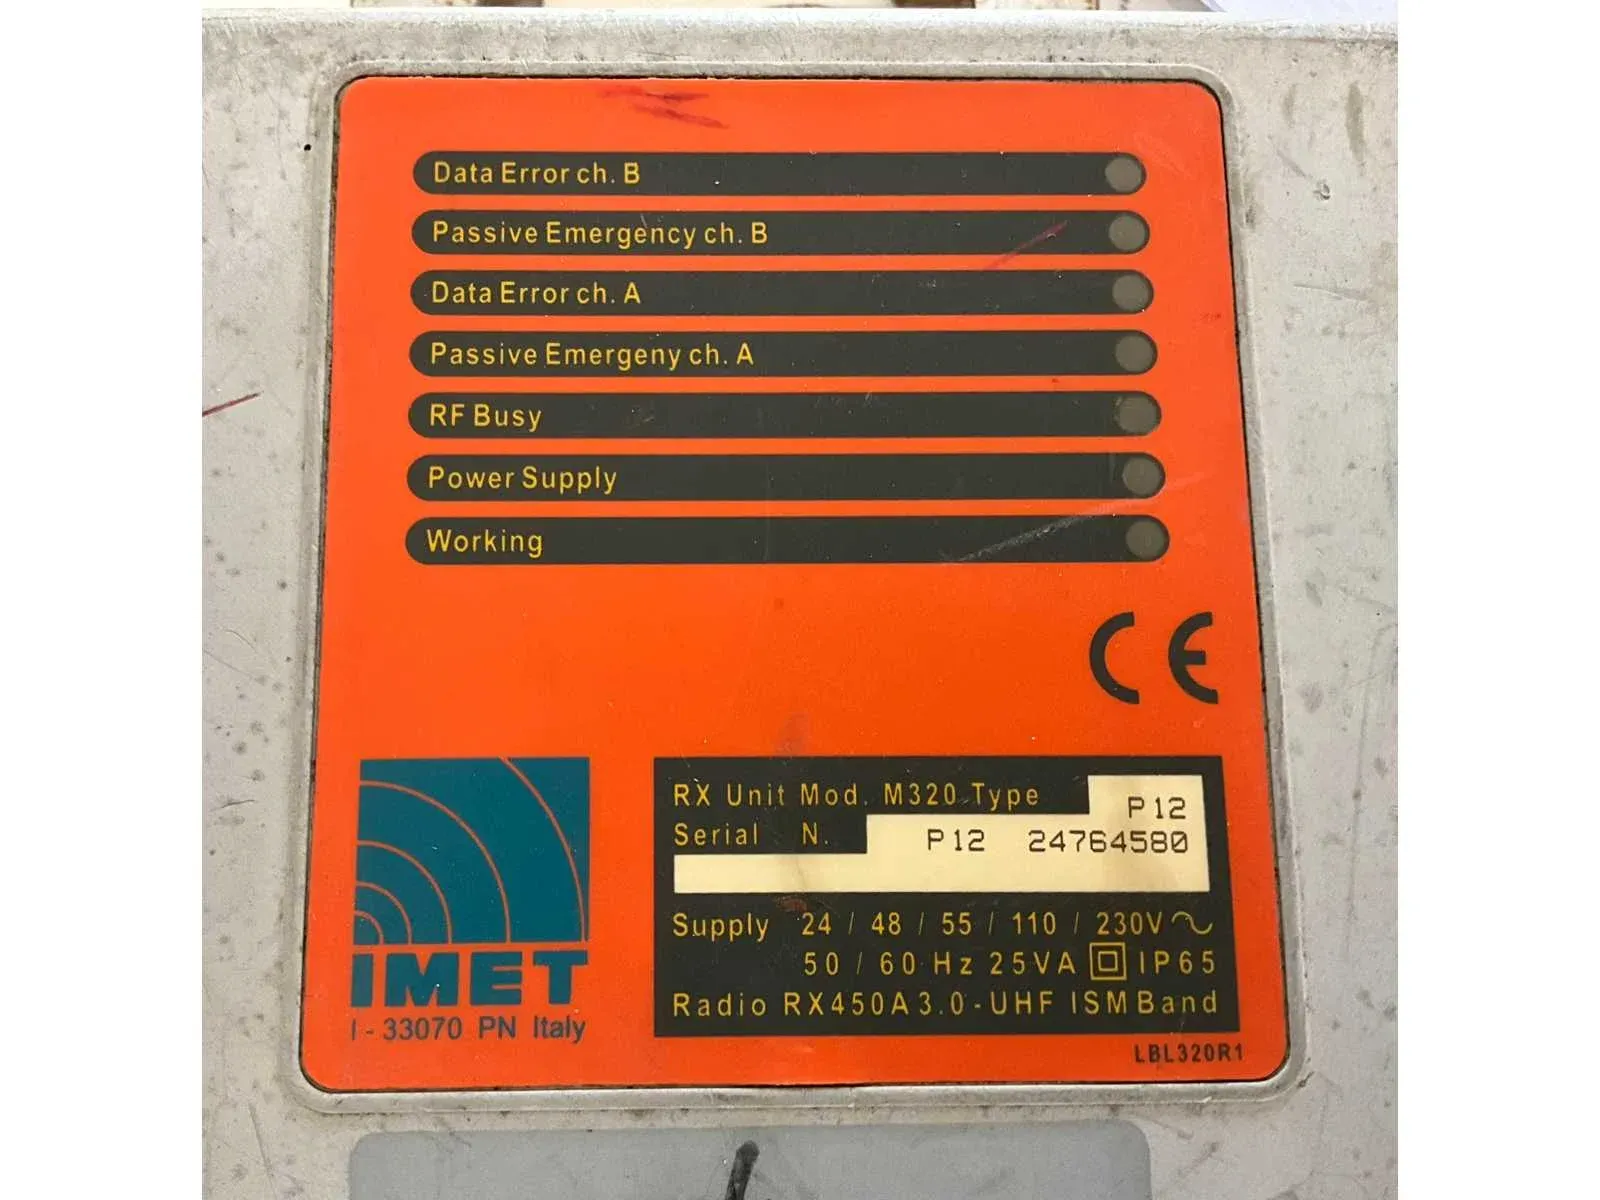 Data Error ch. B
Passive Emergency ch. B
Data Error ch. A
Passive Emergeny ch. A
RF Busy
Power Supply
Working
CE
RX Unit Mod. M320 Type P12
Serial N. P12 24764580
Supply 24 / 48 / 55 / 110 / 230V
50 / 60 Hz 25VA IP65
Radio RX450A 3.0 - UHF ISM Band
IMET
I - 33070 PN Italy
LBL320R1